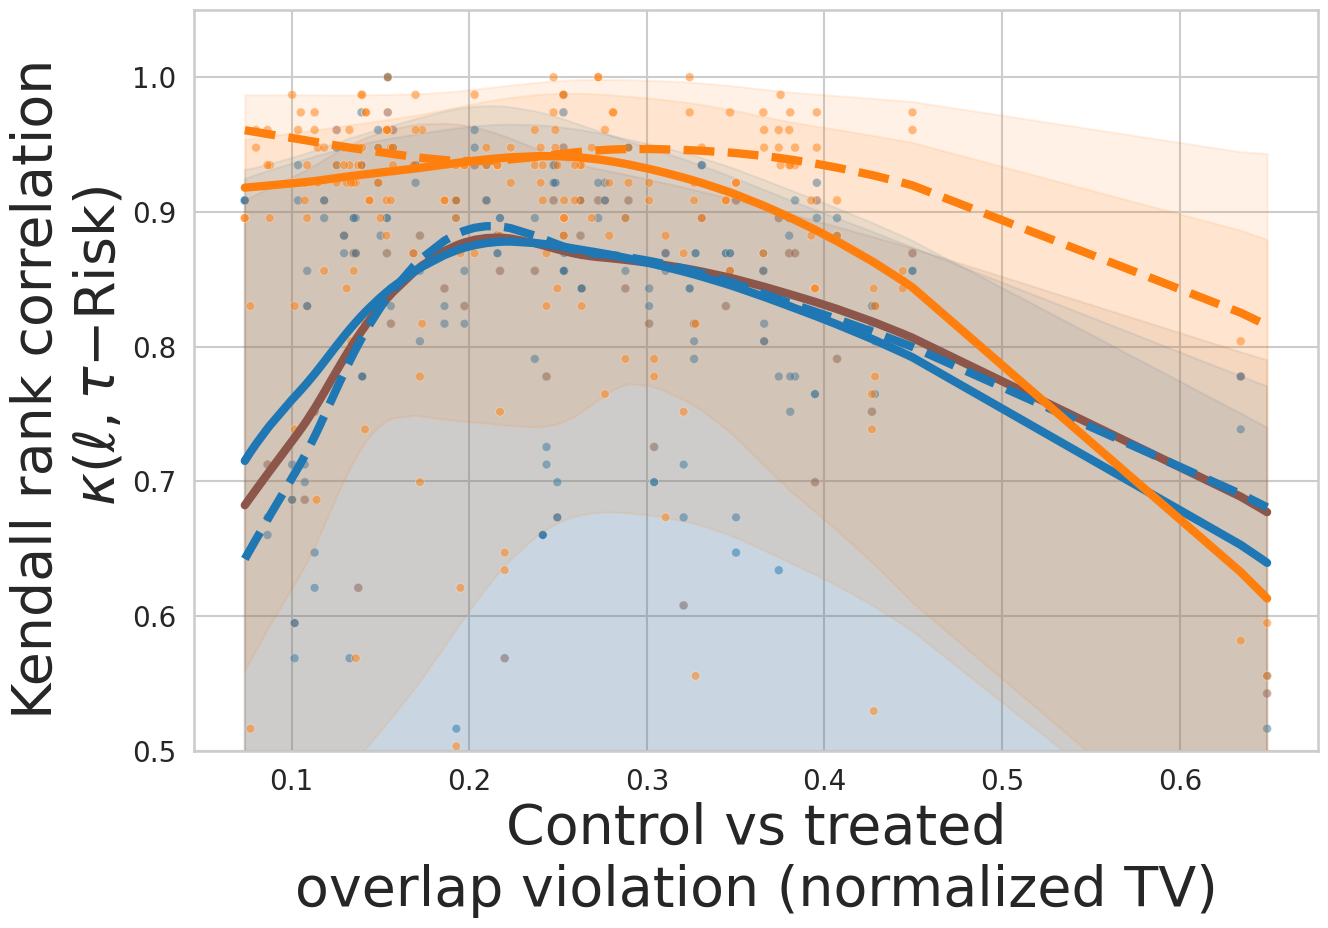 Kendall rank correlation
κ(ℓ, τ−Risk)
1.0
0.9
0.8
0.7
0.6
0.5
0.1 0.2 0.3 0.4 0.5 0.6
Control vs treated
overlap violation (normalized TV)